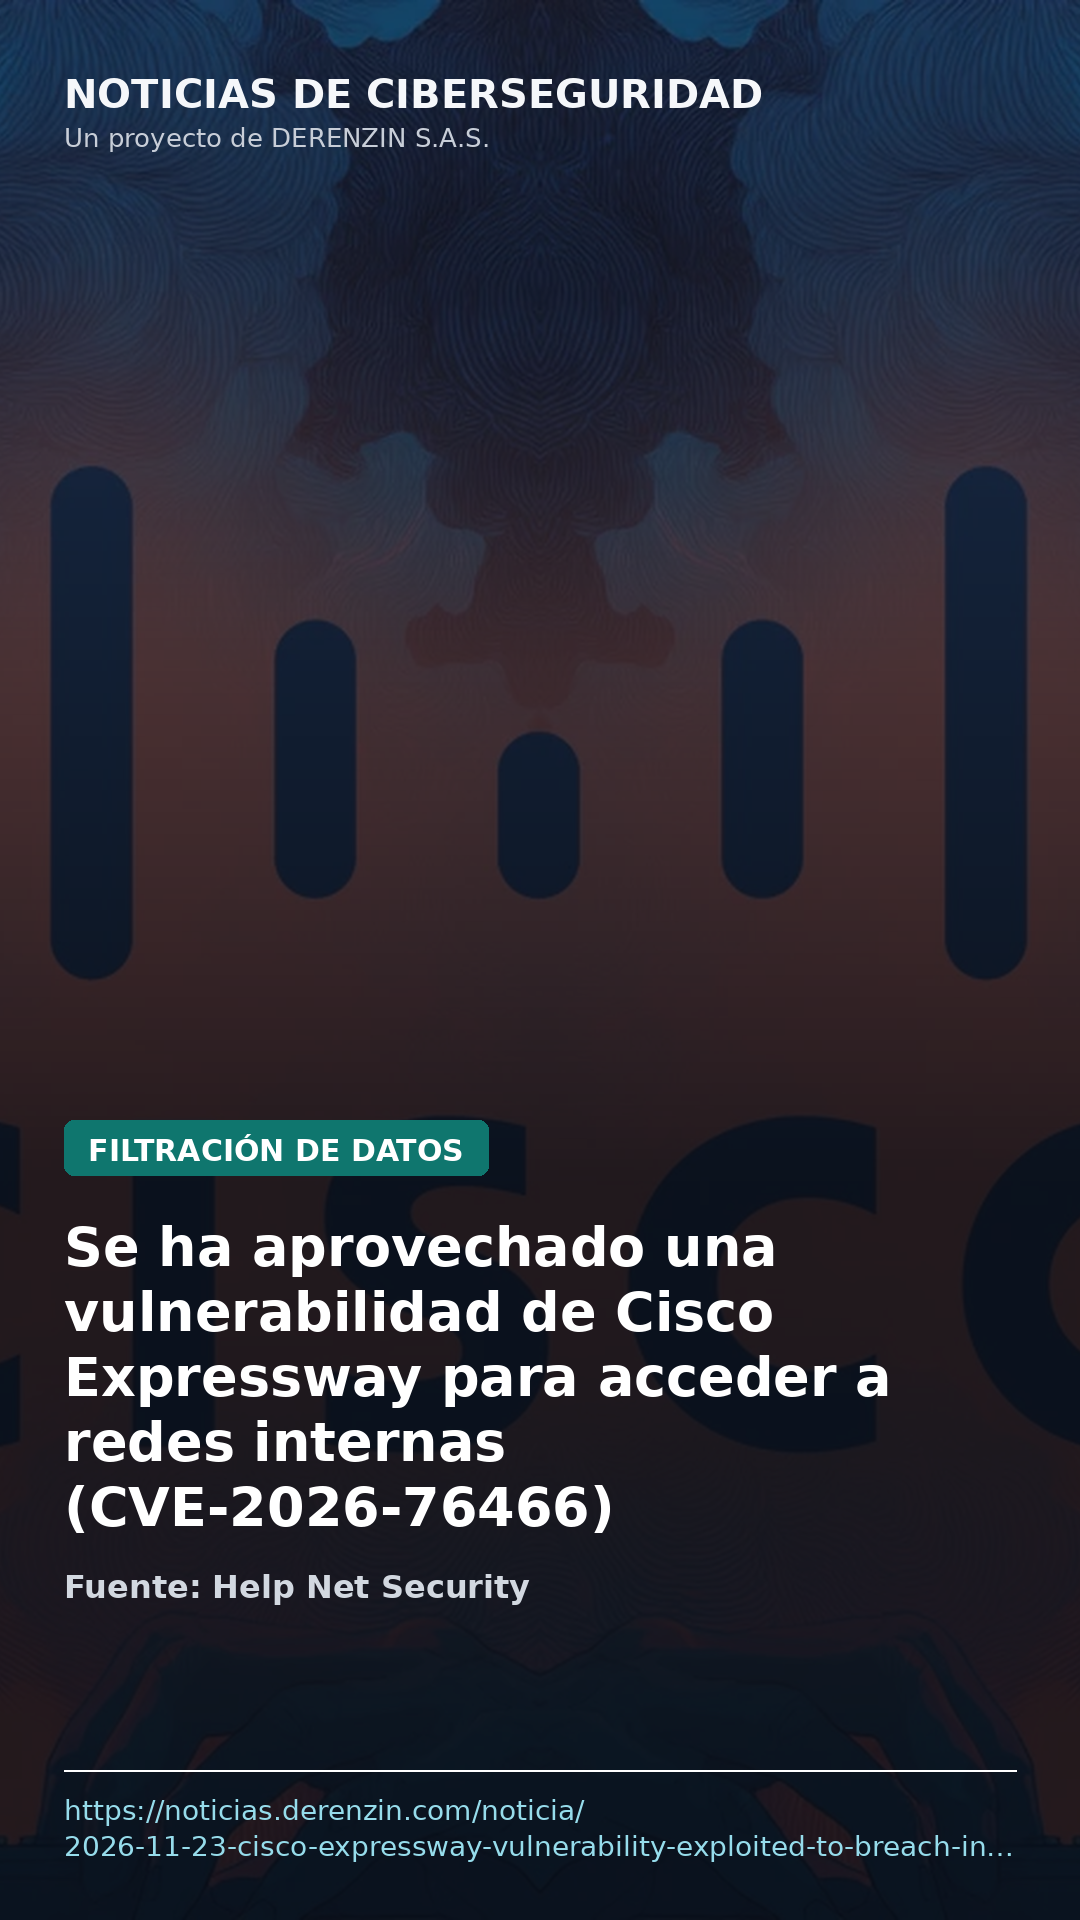 NOTICIAS DE CIBERSEGURIDAD
Un proyecto de DERENZIN S.A.S.
FILTRACIÓN DE DATOS
CISCO
Se ha aprovechado una
vulnerabilidad de Cisco
Expressway para acceder a
redes internas
(CVE-2026-76466)
Fuente: Help Net Security
https://noticias.derenzin.com/noticia/
2026-11-23-cisco-expressway-vulnerability-exploited-to-breach-in...